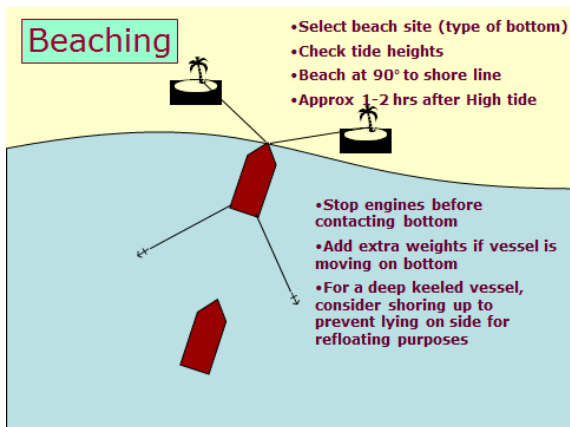 Beaching
•Select beach site (type of bottom)
•Check tide heights
•Beach at 90° to shore line
•Approx 1-2 hrs after High tide
•Stop engines before
contacting bottom
•Add extra weights if vessel is
moving on bottom
•For a deep keeled vessel,
consider shoring up to
prevent lying on side for
refloating purposes